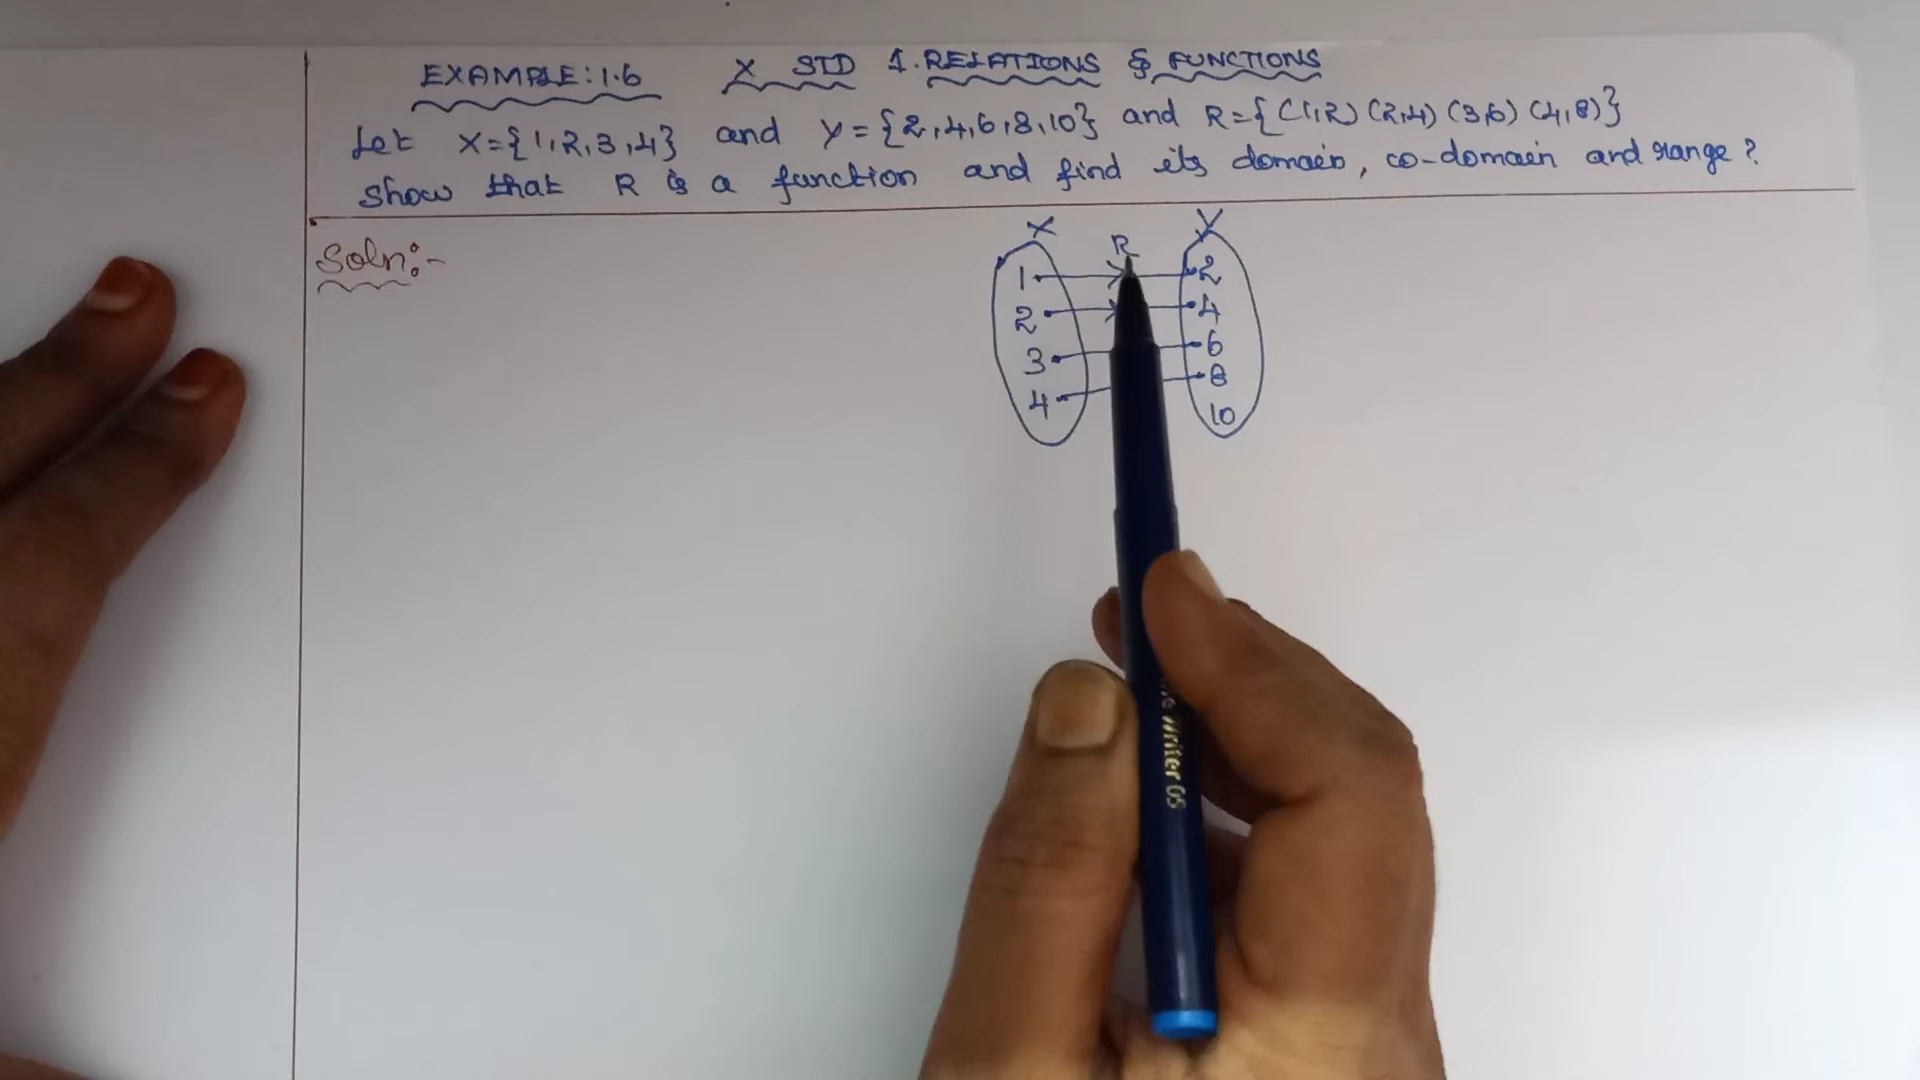 EXAMPLE:1.6 X STD 1.RELATIONS & FUNCTIONS
Let X={1,2,3,4} and Y={2,4,6,8,10} and R={(1,2) (2,4) (3,6) (4,8)}
show that R is a function and find its domain, co-domain and range?
Soln:-
X R Y
1 2
2 4
3 6
4 8
10
Writer 05